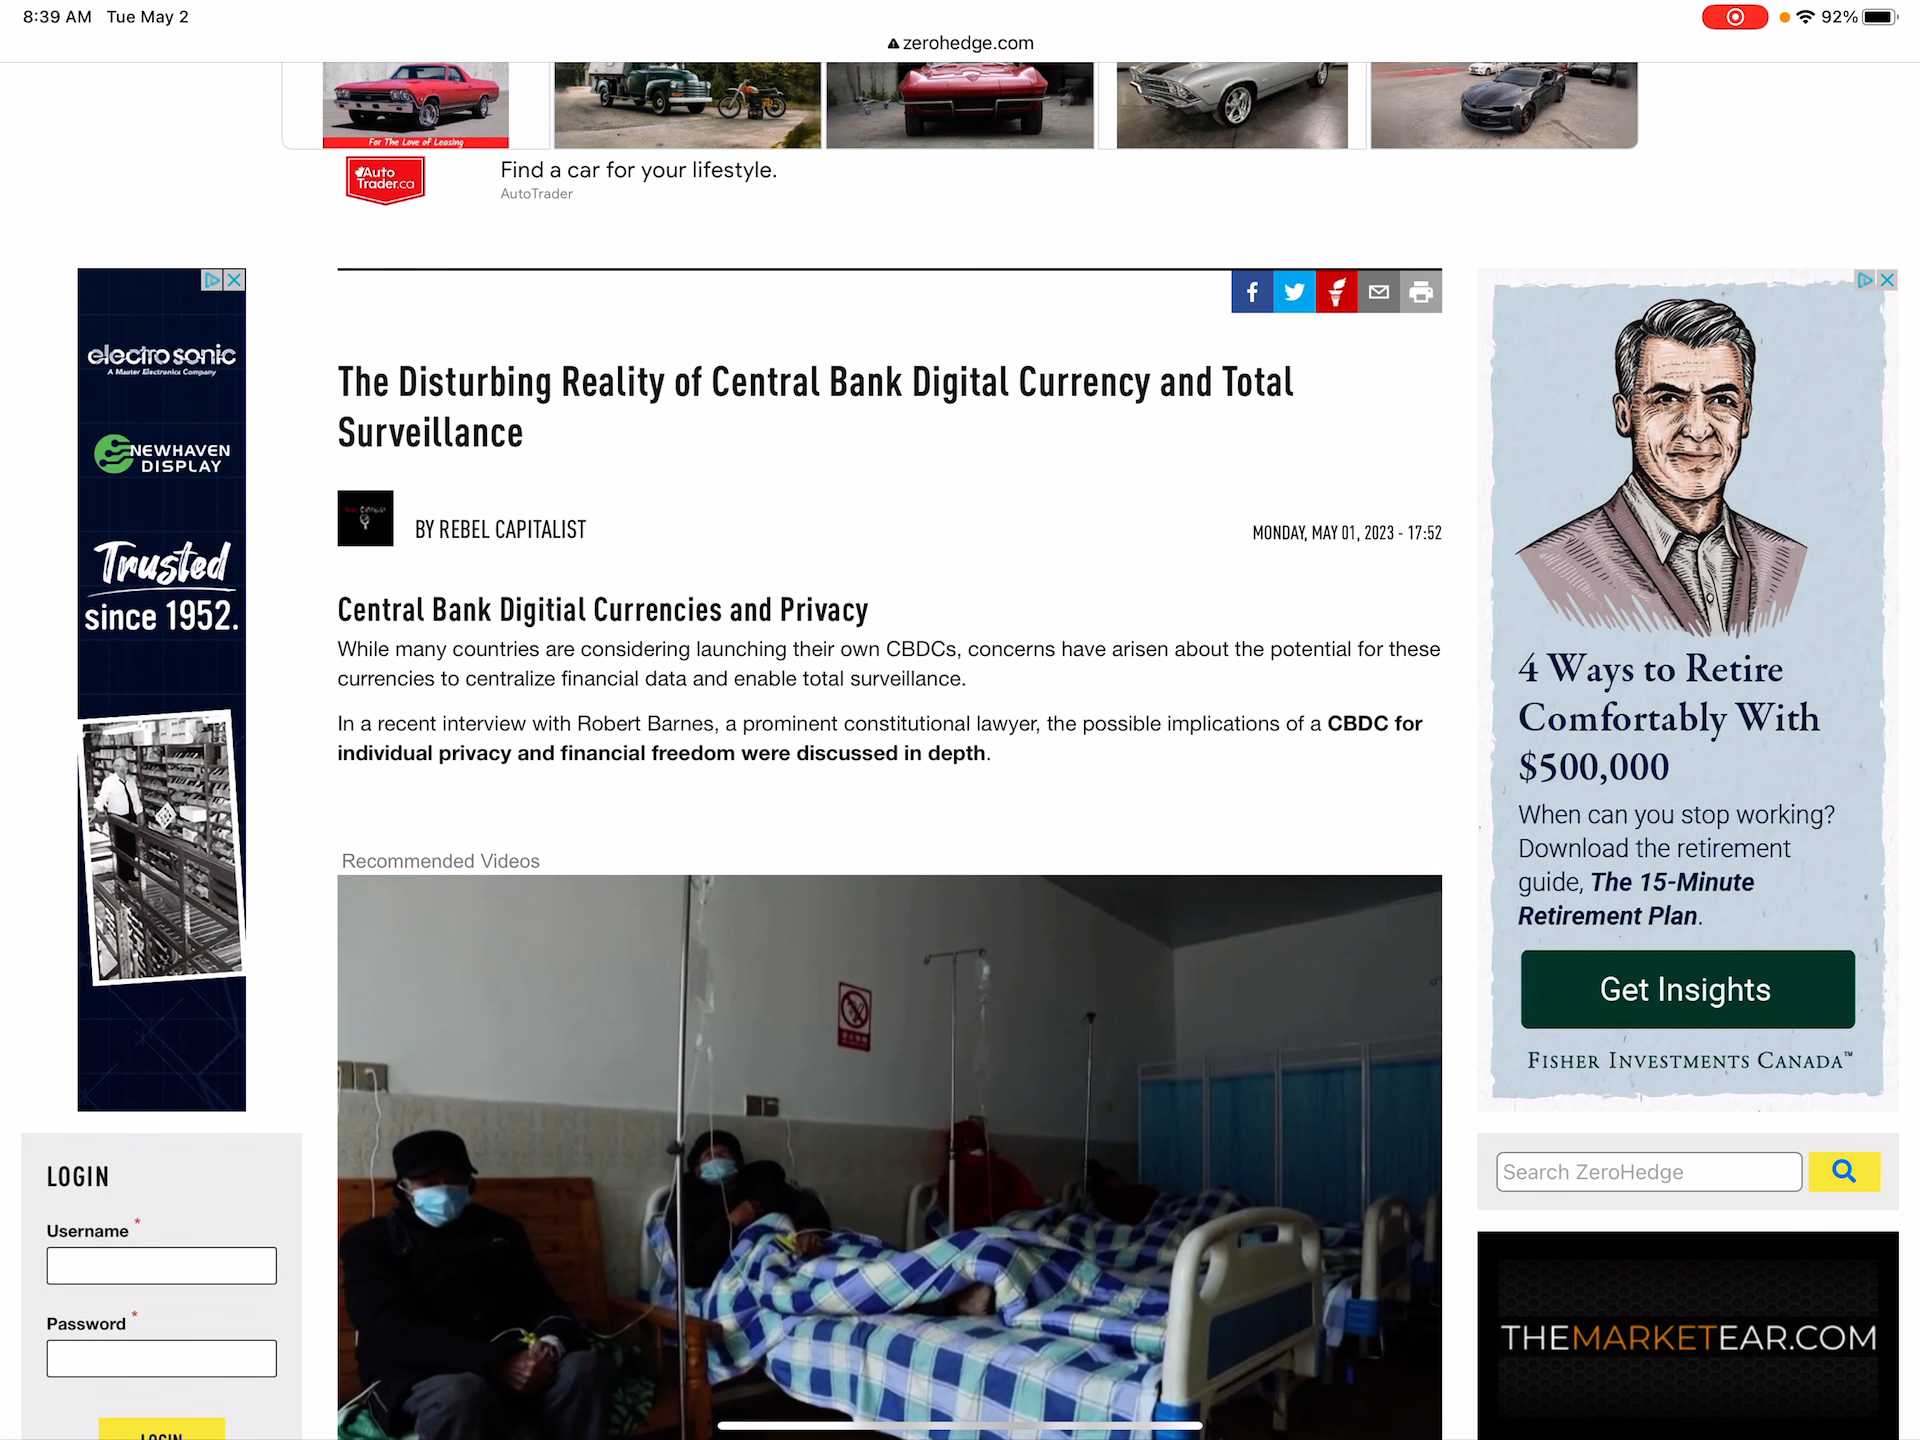 8:39 AM Tue May 2
92%
zerohedge.com
For The Love of Leasing
Auto
Trader.ca
Find a car for your lifestyle.
AutoTrader
electro sonic
A Master Electronics Company
NEWHAVEN
DISPLAY
Trusted
since 1952.
The Disturbing Reality of Central Bank Digital Currency and Total
Surveillance
BY REBEL CAPITALIST
MONDAY, MAY 01, 2023 - 17:52
Central Bank Digitial Currencies and Privacy
While many countries are considering launching their own CBDCs, concerns have arisen about the potential for these
currencies to centralize financial data and enable total surveillance.
In a recent interview with Robert Barnes, a prominent constitutional lawyer, the possible implications of a CBDC for
individual privacy and financial freedom were discussed in depth.
Recommended Videos
4 Ways to Retire
Comfortably With
$500,000
When can you stop working?
Download the retirement
guide, The 15-Minute
Retirement Plan.
Get Insights
FISHER INVESTMENTS CANADA™
LOGIN
Username *
Password *
LOGIN
Search ZeroHedge
THEMARKETEAR.COM